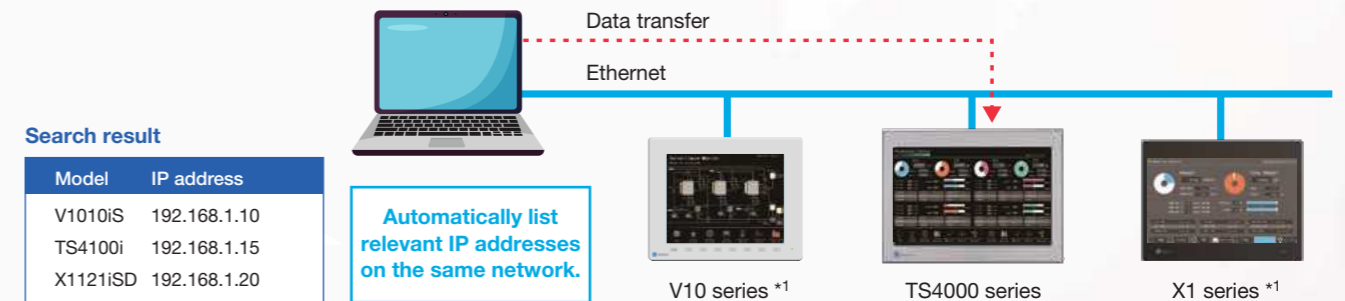 Data transfer
Ethernet
Search result
Model IP address
V1010iS 192.168.1.10
TS4100i 192.168.1.15
X1121iSD 192.168.1.20
Automatically list
relevant IP addresses
on the same network.
V10 series *1
TS4000 series
X1 series *1